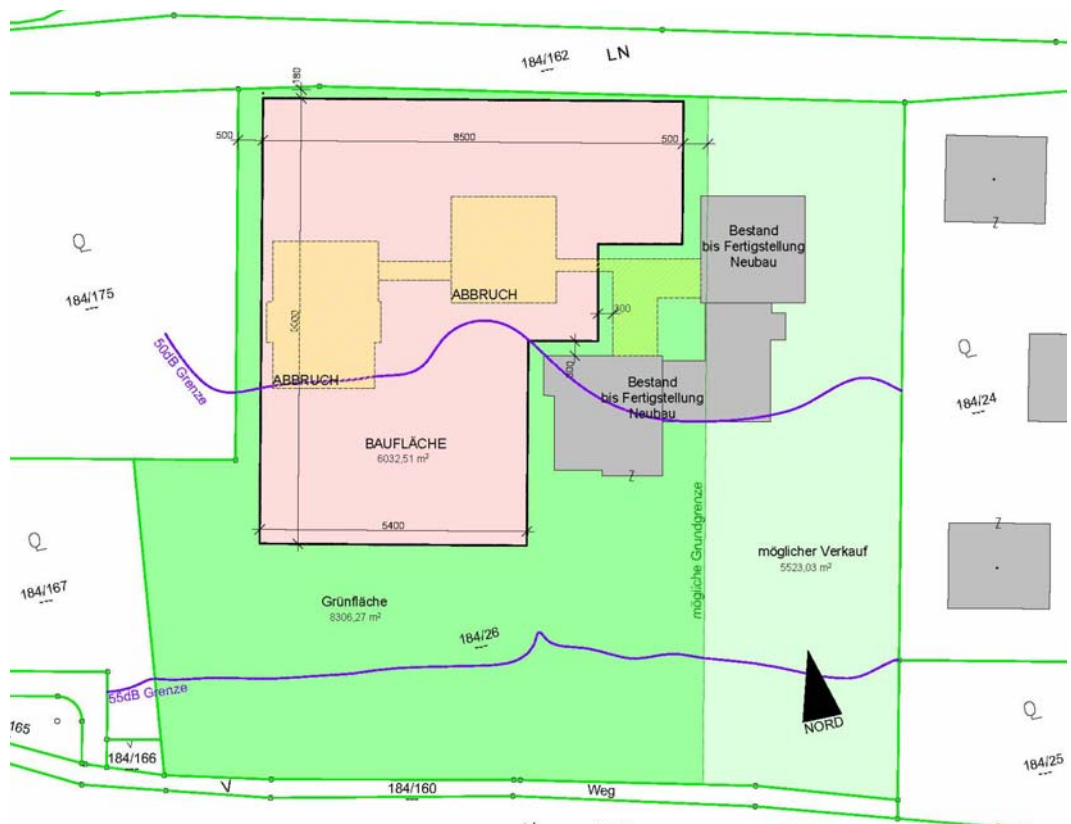 184/162
LN
180
500
8500
500
Q
184/175
Bestand
bis Fertigstellung
Neubau
ABBRUCH
300
Z
50dB Grenze
ABBRUCH
Bestand
bis Fertigstellung
Neubau
Q
184/24
BAUFLÄCHE
6032,51 m²
Z
mögliche Grundgrenze
5400
Z
Q
184/167
möglicher Verkauf
5523,03 m²
Grünfläche
8306,27 m²
184/26
55dB Grenze
NORD
Q
184/25
165
V
184/166
V
184/160
Weg